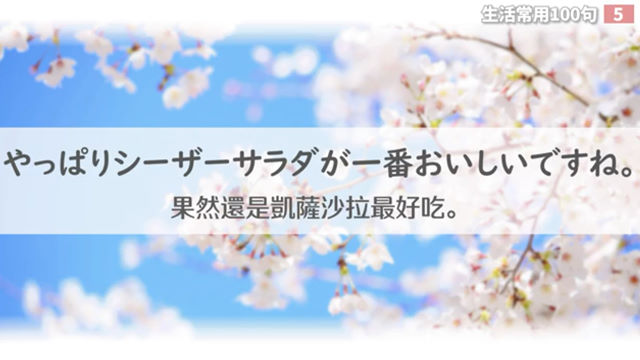 生活常用100句 5
やっぱりシーザーサラダが一番おいしいですね。
果然還是凱薩沙拉最好吃。